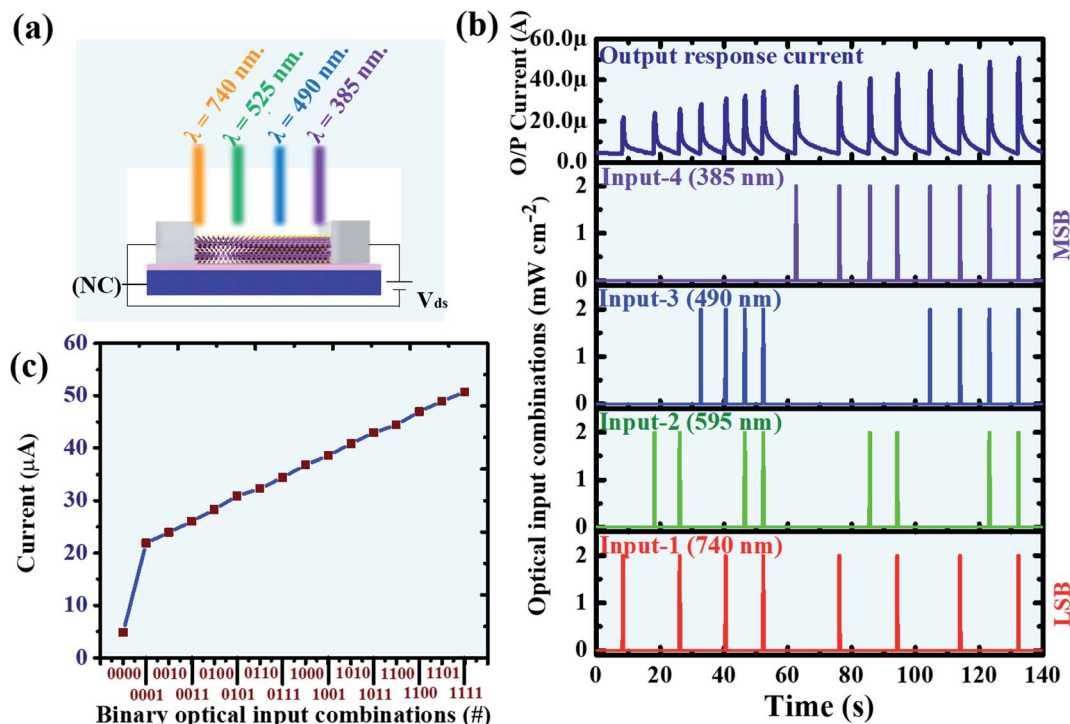 (a)
λ = 740 nm.
λ = 525 nm.
λ = 490 nm.
λ = 385 nm.
(NC)
Vds
(b)
O/P Current (A)
60.0μ
40.0μ
20.0μ
0.0
Output response current
Optical input combinations (mW cm⁻²)
2
1
0
Input-4 (385 nm)
MSB
2
1
0
Input-3 (490 nm)
2
1
0
Input-2 (595 nm)
2
1
0
Input-1 (740 nm)
LSB
0 20 40 60 80 100 120 140
Time (s)
(c)
Current (μA)
60
50
40
30
20
10
0
0000 0010 0100 0110 1000 1010 1100 1101
0001 0011 0101 0111 1001 1011 1100 1111
Binary optical input combinations (#)